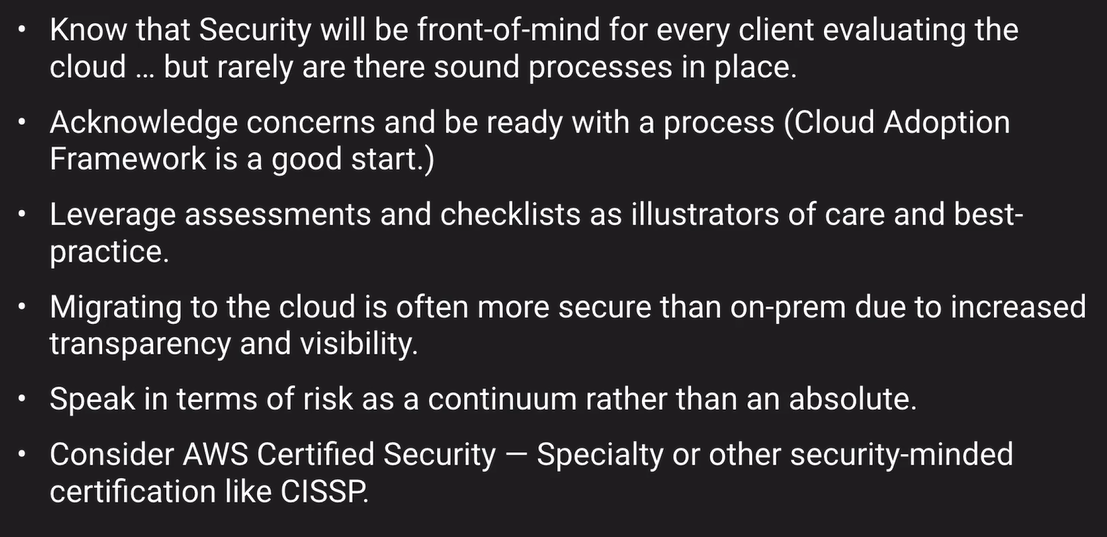 • Know that Security will be front-of-mind for every client evaluating the
cloud … but rarely are there sound processes in place.
• Acknowledge concerns and be ready with a process (Cloud Adoption
Framework is a good start.)
• Leverage assessments and checklists as illustrators of care and best-
practice.
• Migrating to the cloud is often more secure than on-prem due to increased
transparency and visibility.
• Speak in terms of risk as a continuum rather than an absolute.
• Consider AWS Certified Security — Specialty or other security-minded
certification like CISSP.